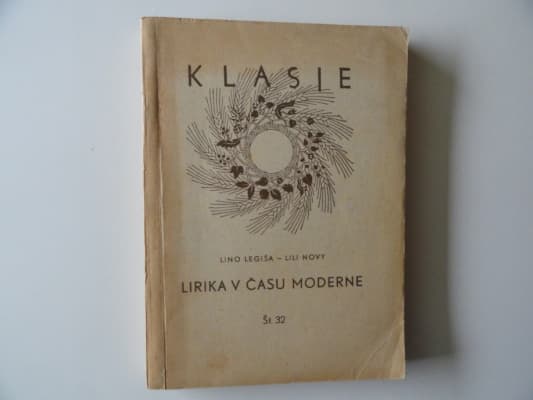 KLASJE
LINO LEGIŠA – LILI NOVY
LIRIKA V ČASU MODERNE
Št. 32